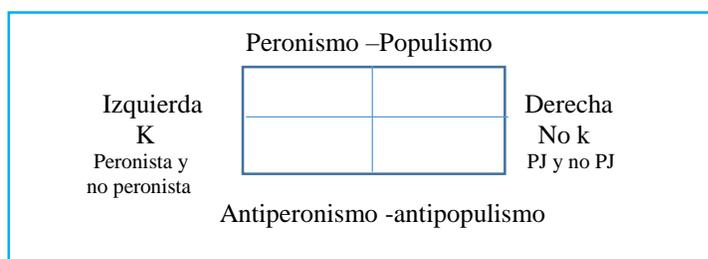 Peronismo –Populismo
Izquierda
K
Peronista y
no peronista
Derecha
No k
PJ y no PJ
Antiperonismo -antipopulismo